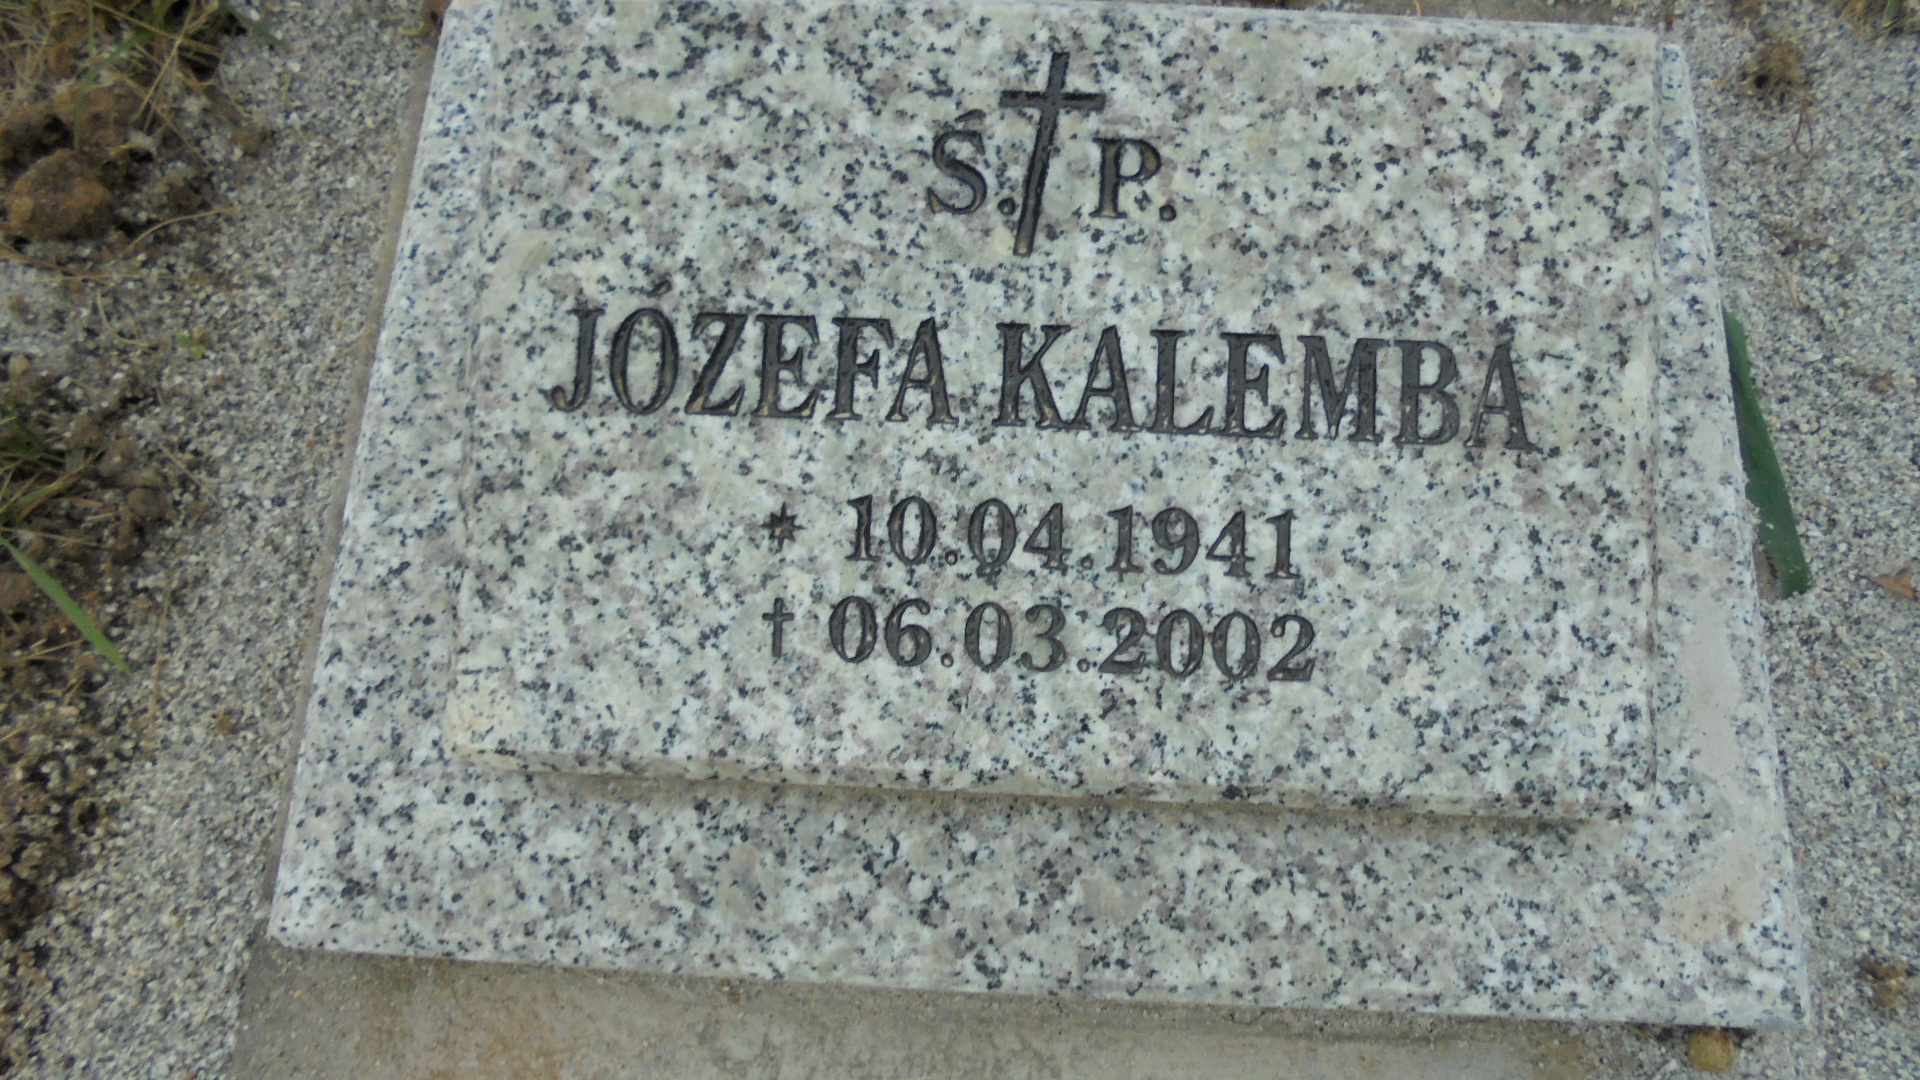 Ś. P.
JÓZEFA KALEMBA
* 10.04.1941
† 06.03.2002